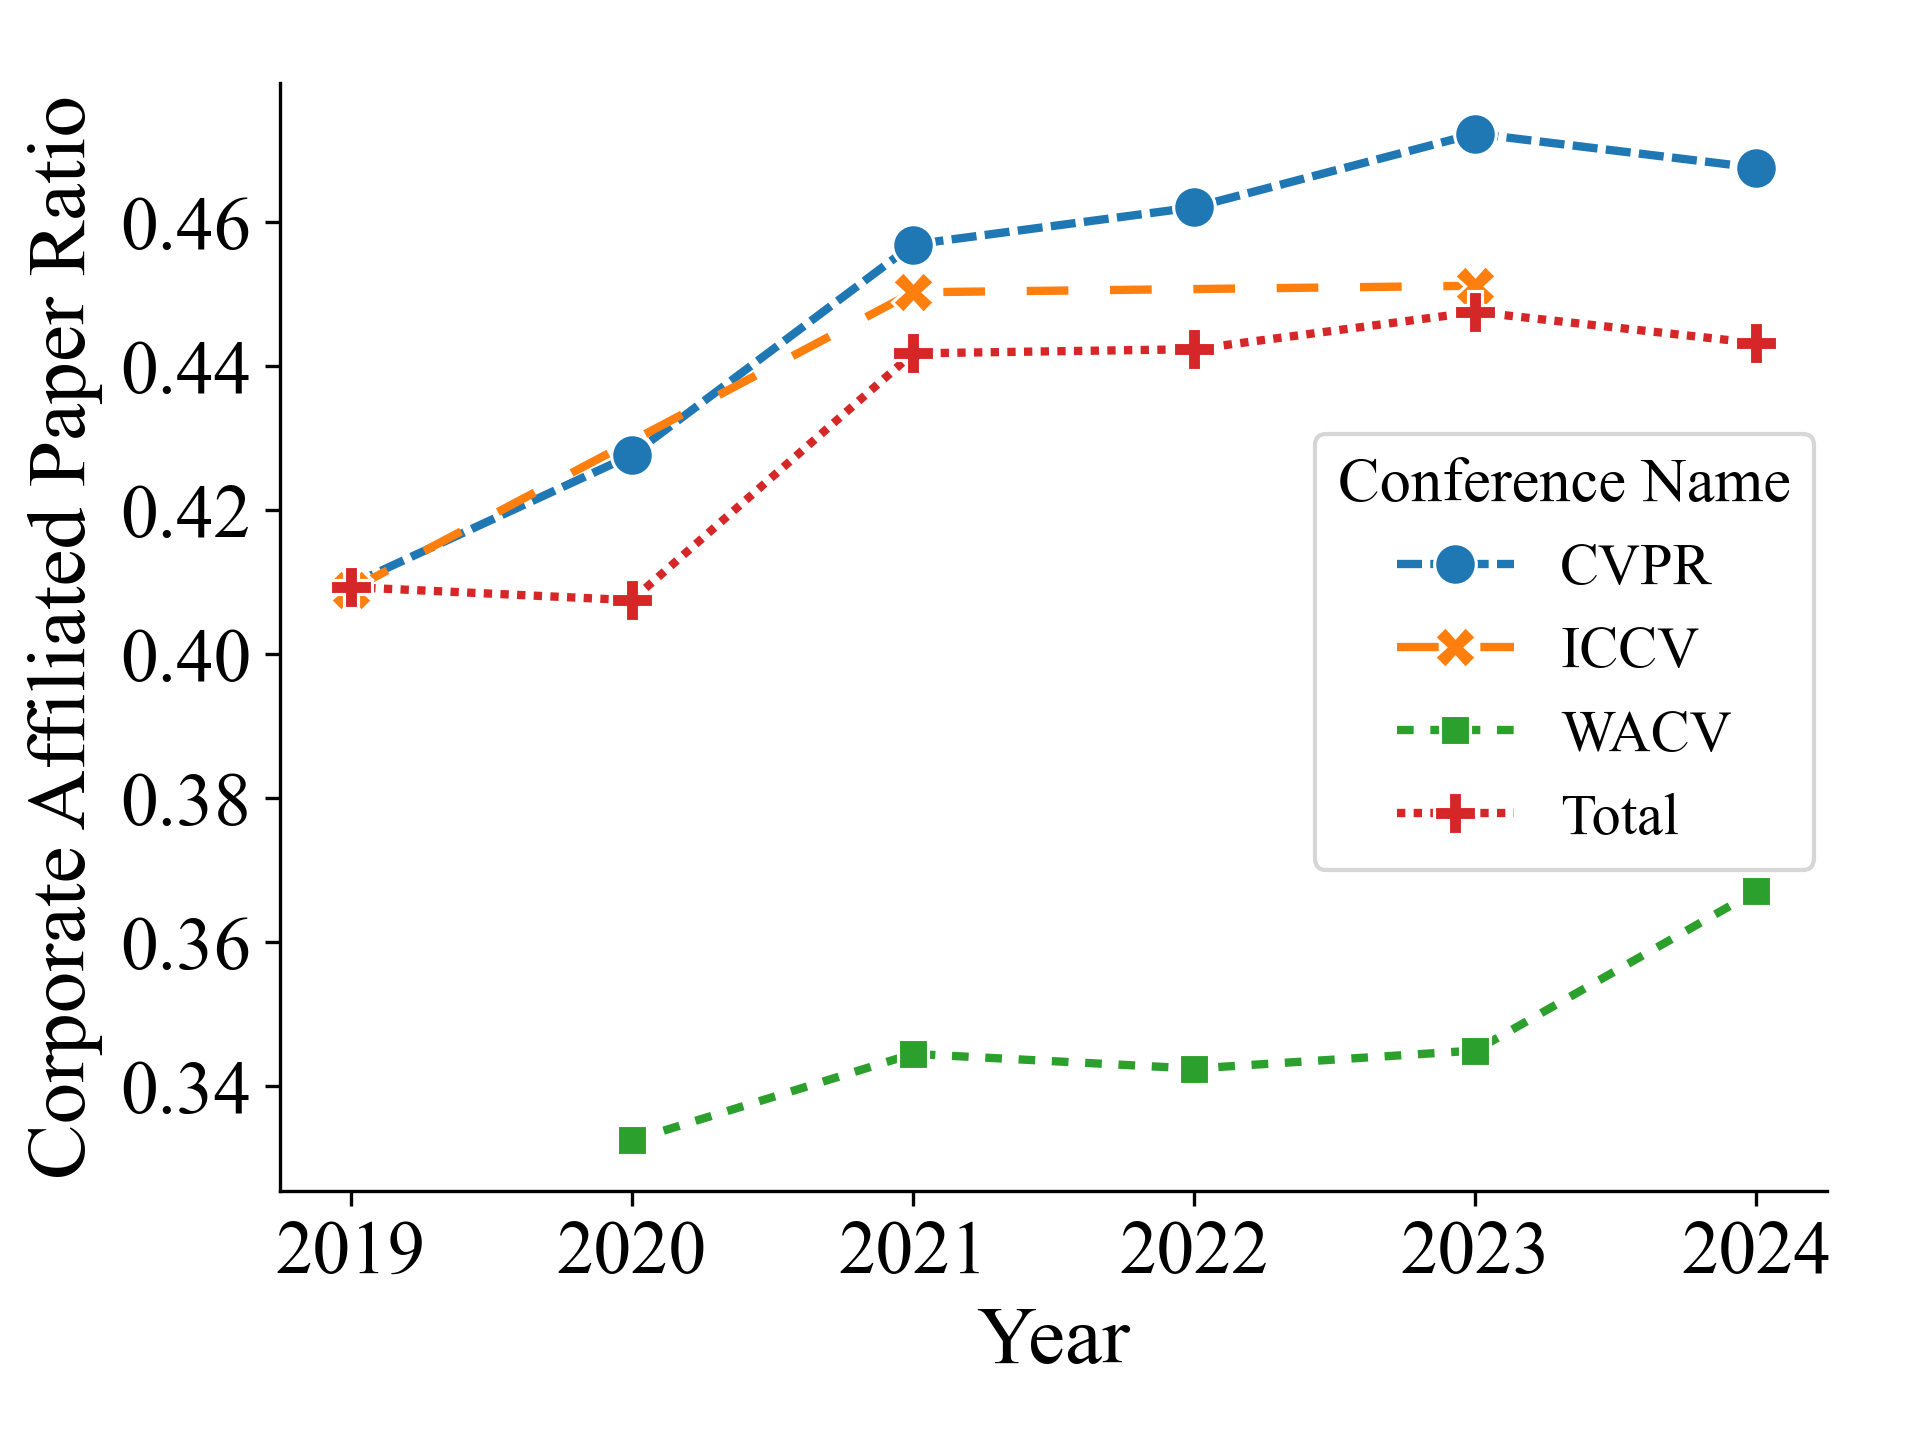 Corporate Affiliated Paper Ratio
0.46
0.44
0.42
0.40
0.38
0.36
0.34
Conference Name
CVPR
ICCV
WACV
Total
2019 2020 2021 2022 2023 2024
Year